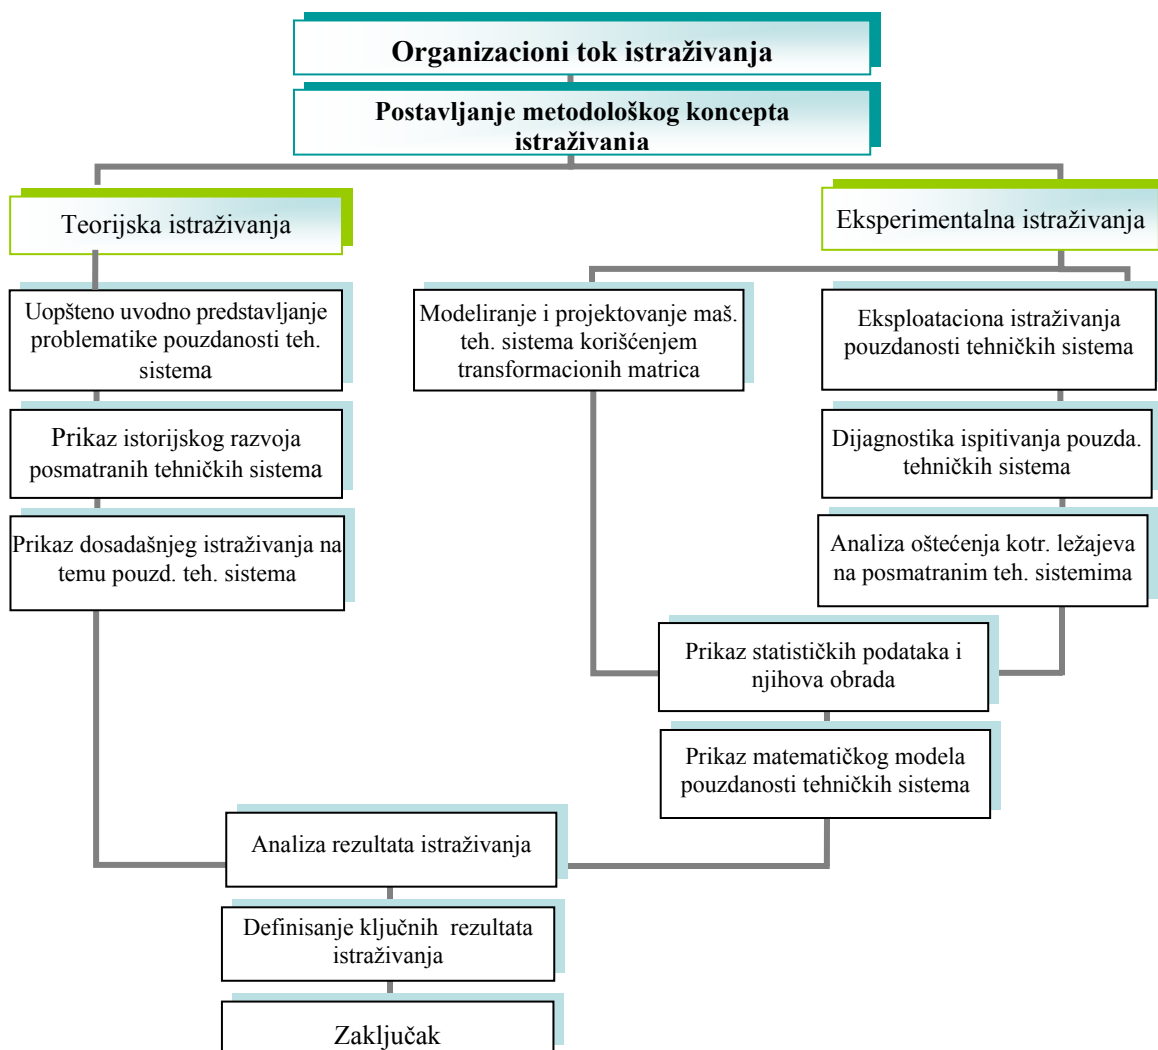 Organizacioni tok istraživanja
Postavljanje metodološkog koncepta
istraživanja
Teorijska istraživanja
Eksperimentalna istraživanja
Uopšteno uvodno predstavljanje
problematike pouzdanosti teh.
sistema
Modeliranje i projektovanje maš.
teh. sistema korišćenjem
transformacionih matrica
Eksploataciona istraživanja
pouzdanosti tehničkih sistema
Prikaz istorijskog razvoja
posmatranih tehničkih sistema
Dijagnostika ispitivanja pouzda.
tehničkih sistema
Prikaz dosadašnjeg istraživanja na
temu pouzd. teh. sistema
Analiza oštećenja kotr. ležajeva
na posmatranim teh. sistemima
Prikaz statističkih podataka i
njihova obrada
Prikaz matematičkog modela
pouzdanosti tehničkih sistema
Analiza rezultata istraživanja
Definisanje ključnih  rezultata
istraživanja
Zaključak